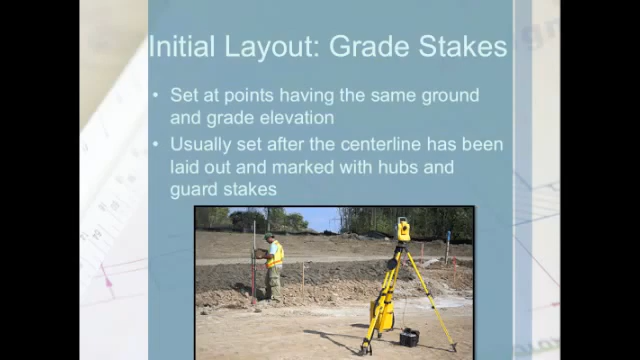 Initial Layout: Grade Stakes
• Set at points having the same ground
and grade elevation
• Usually set after the centerline has been
laid out and marked with hubs and
guard stakes